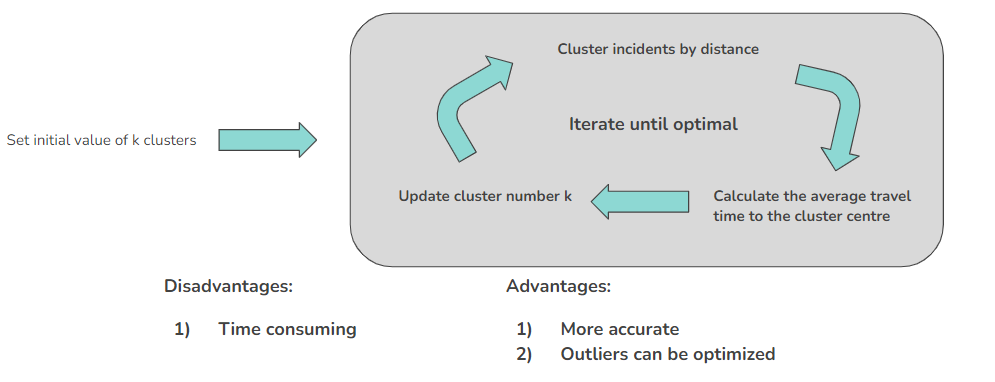 Set initial value of k clusters
Cluster incidents by distance
Iterate until optimal
Calculate the average travel
time to the cluster centre
Update cluster number k
Disadvantages:
1) Time consuming
Advantages:
1) More accurate
2) Outliers can be optimized